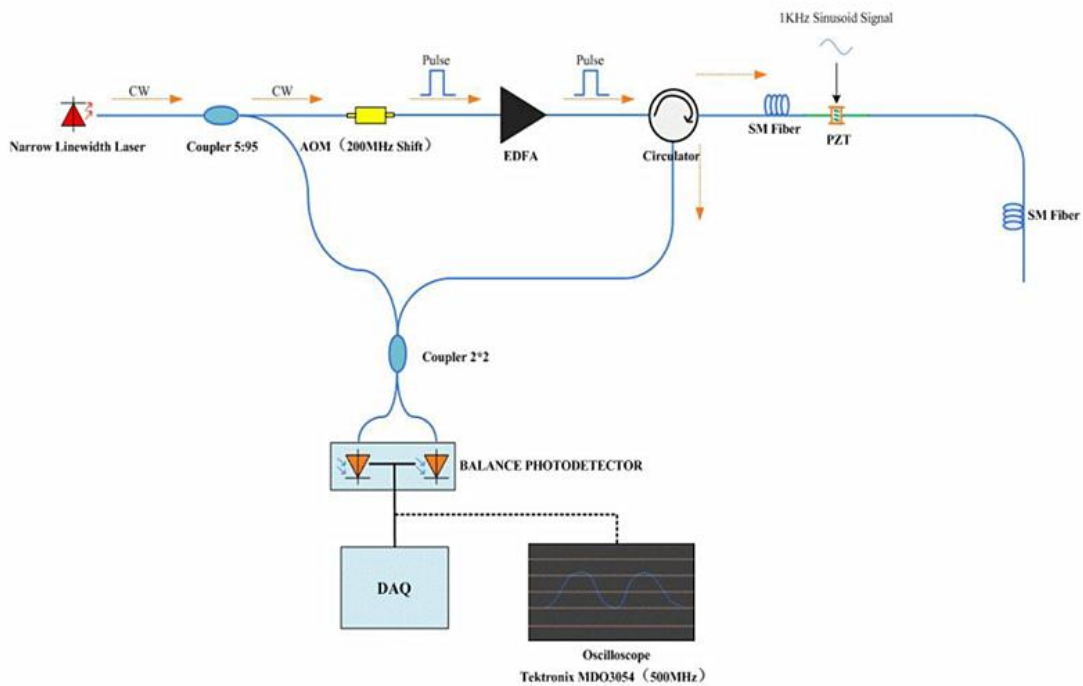 1KHz Sinusoid Signal
Pulse
Pulse
CW
CW
Narrow Linewidth Laser
Coupler 5:95
AOM（200MHz Shift）
EDFA
Circulator
SM Fiber
PZT
SM Fiber
Coupler 2*2
BALANCE PHOTODETECTOR
DAQ
Oscilloscope
Tektronix MDO3054（500MHz）